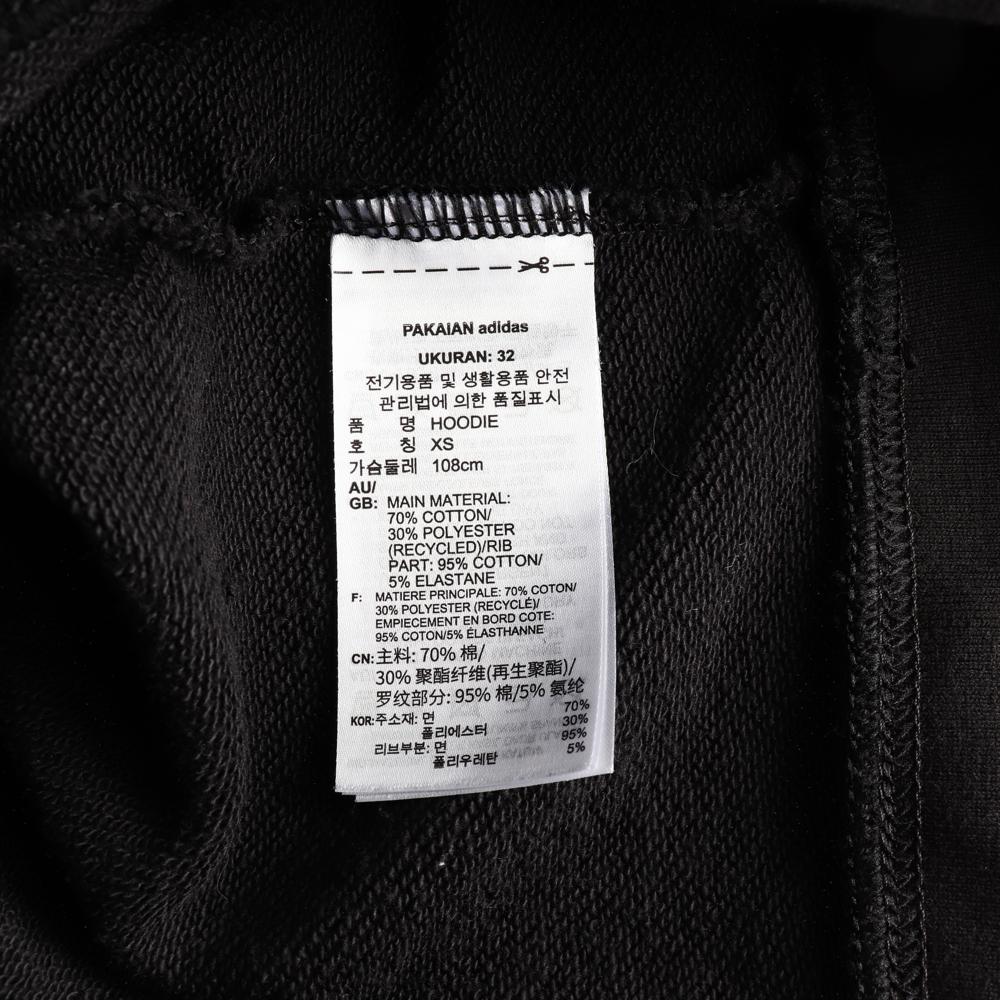 PAKAIAN adidas
UKURAN: 32
전기용품 및 생활용품 안전
관리법에 의한 품질표시
품 명 HOODIE
호 칭 XS
가슴둘레 108cm
AU/
GB: MAIN MATERIAL:
70% COTTON/
30% POLYESTER
(RECYCLED)/RIB
PART: 95% COTTON/
5% ELASTANE
F: MATIERE PRINCIPALE: 70% COTON/
30% POLYESTER (RECYCLÉ)/
EMPIECEMENT EN BORD COTE:
95% COTON/5% ÉLASTHANNE
CN: 主料: 70% 棉/
30% 聚酯纤维(再生聚酯)/
罗纹部分: 95% 棉/5% 氨纶
KOR: 주소재: 면 70%
폴리에스터 30%
리브부분: 면 95%
폴리우레탄 5%